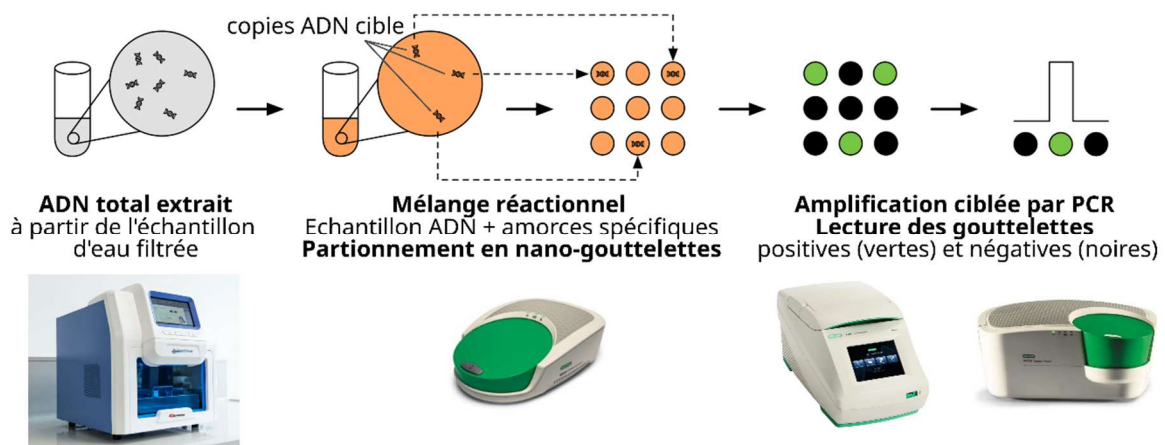 copies ADN cible
ADN total extrait
à partir de l'échantillon
d'eau filtrée
Mélange réactionnel
Echantillon ADN + amorces spécifiques
Partionnement en nano-gouttelettes
Amplification ciblée par PCR
Lecture des gouttelettes
positives (vertes) et négatives (noires)